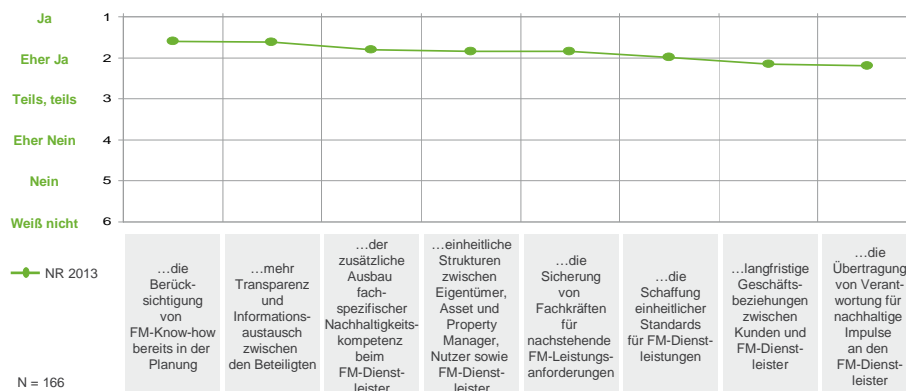 Ja
1
Eher Ja
2
Teils, teils
3
Eher Nein
4
Nein
5
Weiß nicht
6
NR 2013
N = 166
…die
Berück-
sichtigung
von
FM-Know-how
bereits in der
Planung
…mehr
Transparenz
und
Informations-
austausch
zwischen
den Beteiligten
…der
zusätzliche
Ausbau
fach-
spezifischer
Nachhaltigkeits-
kompetenz
beim
FM-Dienst-
leister
…einheitliche
Strukturen
zwischen
Eigentümer,
Asset und
Property
Manager,
Nutzer sowie
FM-Dienst-
leister
…die
Sicherung
von
Fachkräften
für
nachstehende
FM-Leistungs-
anforderungen
…die
Schaffung
einheitlicher
Standards
für FM-Dienst-
leistungen
…langfristige
Geschäfts-
beziehungen
zwischen
Kunden und
FM-Dienst-
leister
…die
Übertragung
von Verant-
wortung für
nachhaltige
Impulse
an den
FM-Dienst-
leister